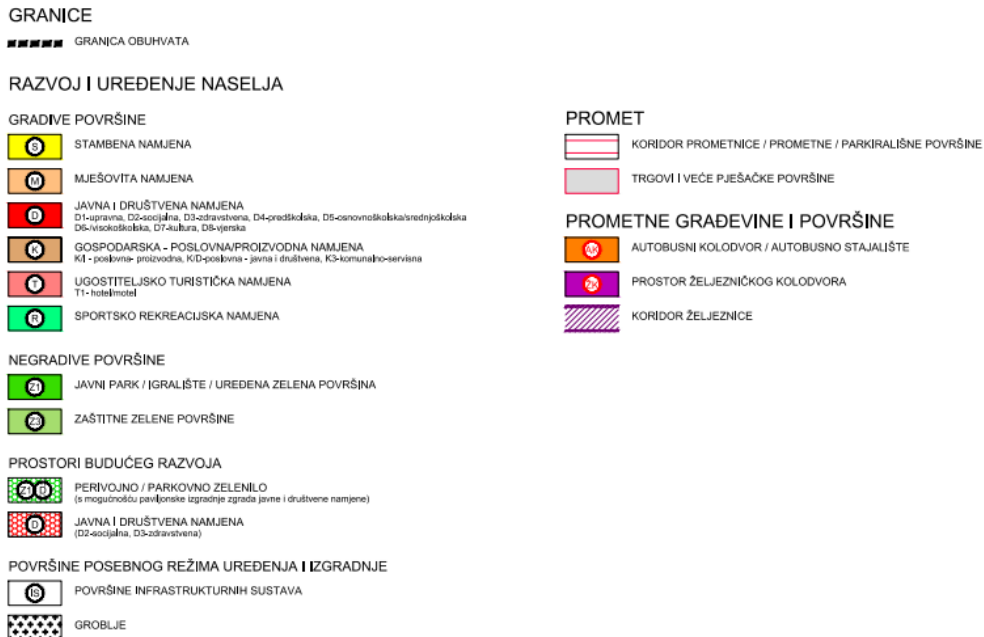 GRANICE
GRANICA OBUHVATA
RAZVOJ I UREĐENJE NASELJA
GRADIVE POVRŠINE
S STAMBENA NAMJENA
M MJEŠOVITA NAMJENA
D JAVNA I DRUŠTVENA NAMJENA
D1-upravna, D2-socijalna, D3-zdravstvena, D4-predškolska, D5-osnovnoškolska/srednjoškolska
D6-/visokoškolska, D7-kultura, D8-vjerska
K GOSPODARSKA - POSLOVNA/PROIZVODNA NAMJENA
K/I - poslovna- proizvodna, K/D-poslovna - javna i društvena, K3-komunalno-servisna
T UGOSTITELJSKO TURISTIČKA NAMJENA
T1- hotel/motel
R SPORTSKO REKREACIJSKA NAMJENA
NEGRADIVE POVRŠINE
Z1 JAVNI PARK / IGRALIŠTE / UREĐENA ZELENA POVRŠINA
Z3 ZAŠTITNE ZELENE POVRŠINE
PROSTORI BUDUĆEG RAZVOJA
Z1 D PERIVOJNO / PARKOVNO ZELENILO
(s mogućnošću paviljonske izgradnje zgrada javne i društvene namjene)
D JAVNA I DRUŠTVENA NAMJENA
(D2-socijalna, D3-zdravstvena)
POVRŠINE POSEBNOG REŽIMA UREĐENJA I IZGRADNJE
IS POVRŠINE INFRASTRUKTURNIH SUSTAVA
GROBLJE
PROMET
KORIDOR PROMETNICE / PROMETNE / PARKIRALIŠNE POVRŠINE
TRGOVI I VEĆE PJEŠAČKE POVRŠINE
PROMETNE GRAĐEVINE I POVRŠINE
AK AUTOBUSNI KOLODVOR / AUTOBUSNO STAJALIŠTE
ŽK PROSTOR ŽELJEZNIČKOG KOLODVORA
KORIDOR ŽELJEZNICE